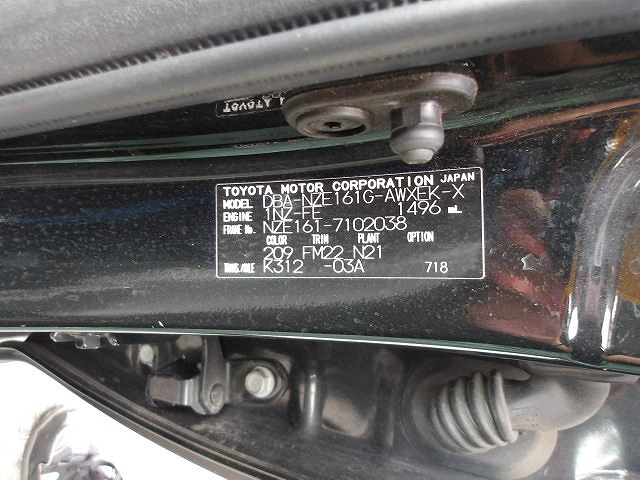 TOYOTA MOTOR CORPORATION JAPAN
MODEL DBA-NZE161G-AWXEK-X
ENGINE 1NZ-FE 1496 mL
FRAME No. NZE161-7102038
COLOR TRIM PLANT OPTION
209 FM22 N21
TRANS./AXLE K312 -03A 718